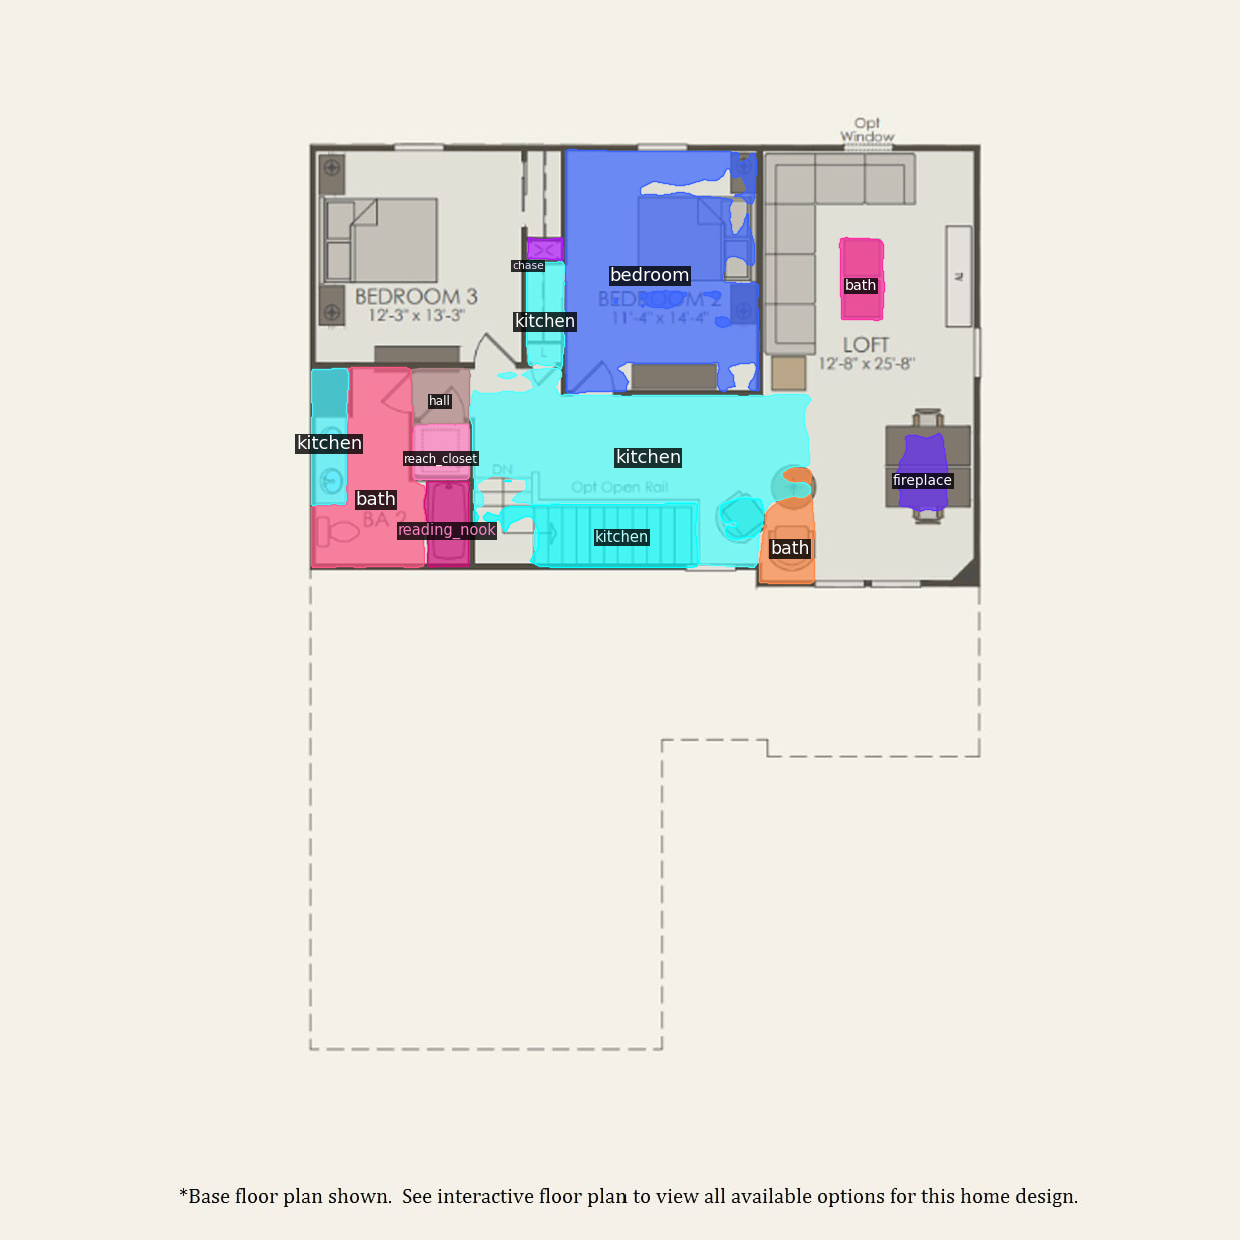 Opt
Window
chase
BEDROOM 3
12'-3" x 13'-3"
kitchen
L
bedroom
BEDROOM 2
11'-4" x 14'-4"
bath
TV
LOFT
12'-8" x 25'-8"
hall
kitchen
reach_closet
kitchen
DN
Opt Open Rail
fireplace
bath
BA 2
reading_nook
kitchen
bath
*Base floor plan shown.  See interactive floor plan to view all available options for this home design.